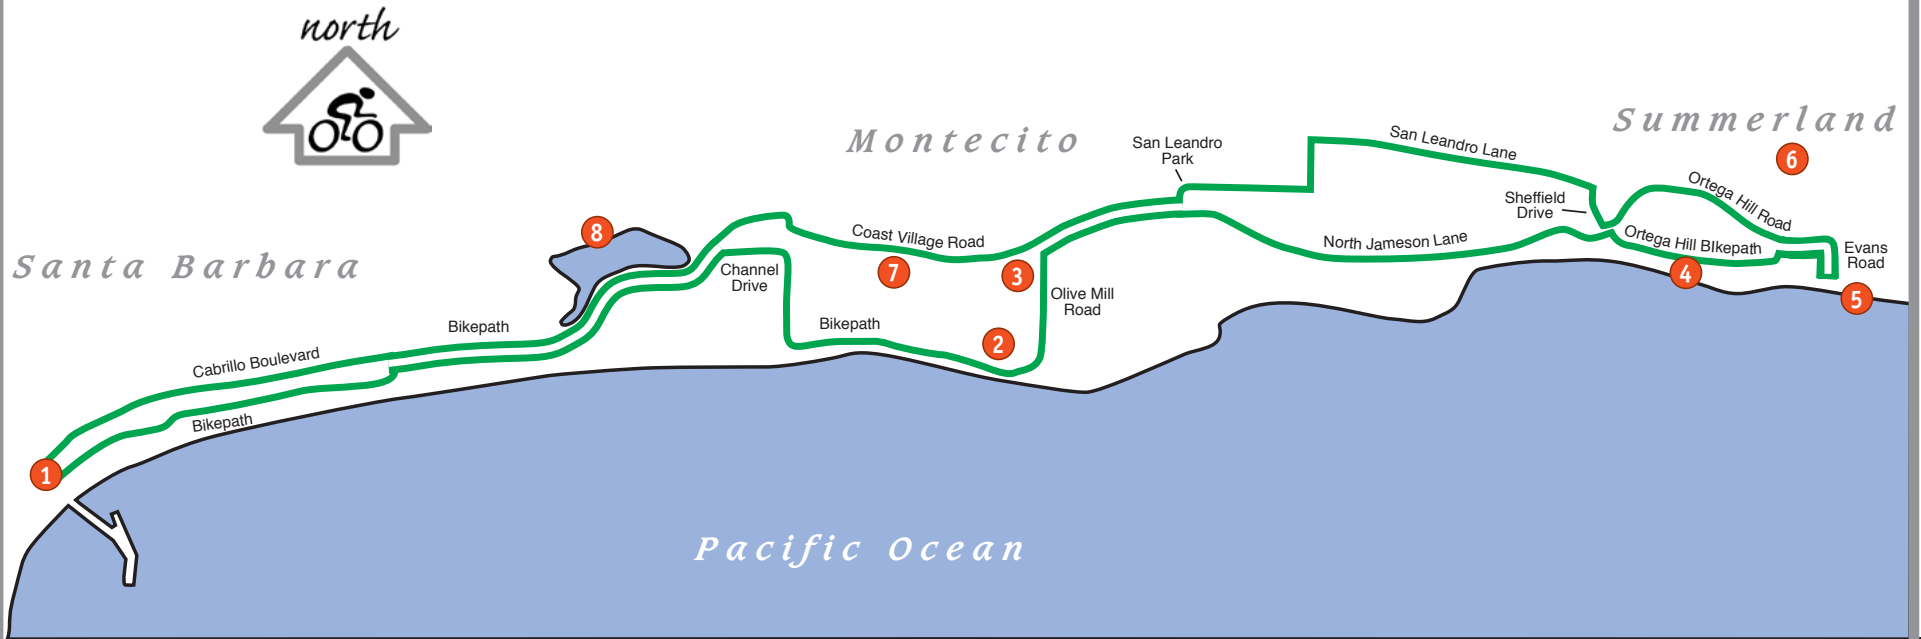 north
Santa Barbara
Montecito
Summerland
San Leandro
Park
San Leandro Lane
6
Sheffield
Drive
Ortega Hill Road
8
Coast Village Road
North Jameson Lane
Ortega Hill BIkepath
Evans
Road
7
3
4
5
Channel
Drive
Olive Mill
Road
Bikepath
Bikepath
2
Cabrillo Boulevard
Bikepath
1
Pacific Ocean